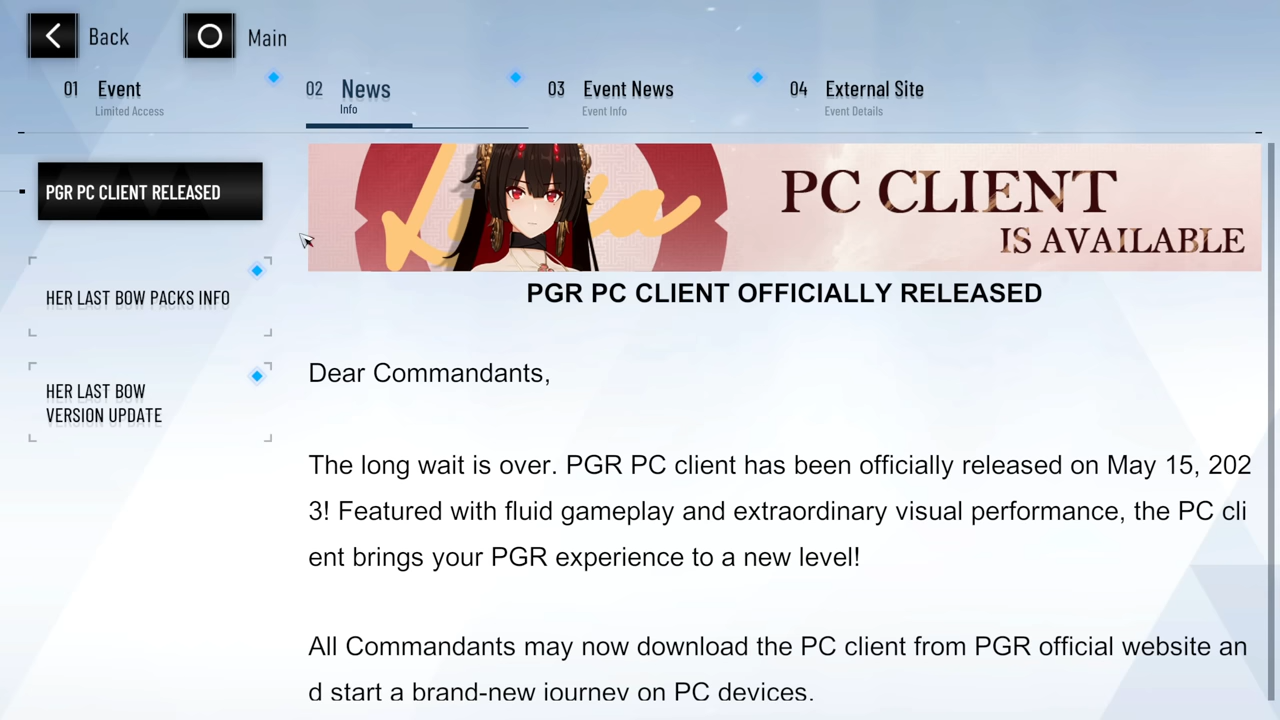 Back
Main
01 Event
Limited Access
02 News
Info
03 Event News
Event Info
04 External Site
Event Details
PGR PC CLIENT RELEASED
HER LAST BOW PACKS INFO
HER LAST BOW
VERSION UPDATE
PC CLIENT
IS AVAILABLE
PGR PC CLIENT OFFICIALLY RELEASED
Dear Commandants,
The long wait is over. PGR PC client has been officially released on May 15, 202
3! Featured with fluid gameplay and extraordinary visual performance, the PC cli
ent brings your PGR experience to a new level!
All Commandants may now download the PC client from PGR official website an
d start a brand-new journey on PC devices.